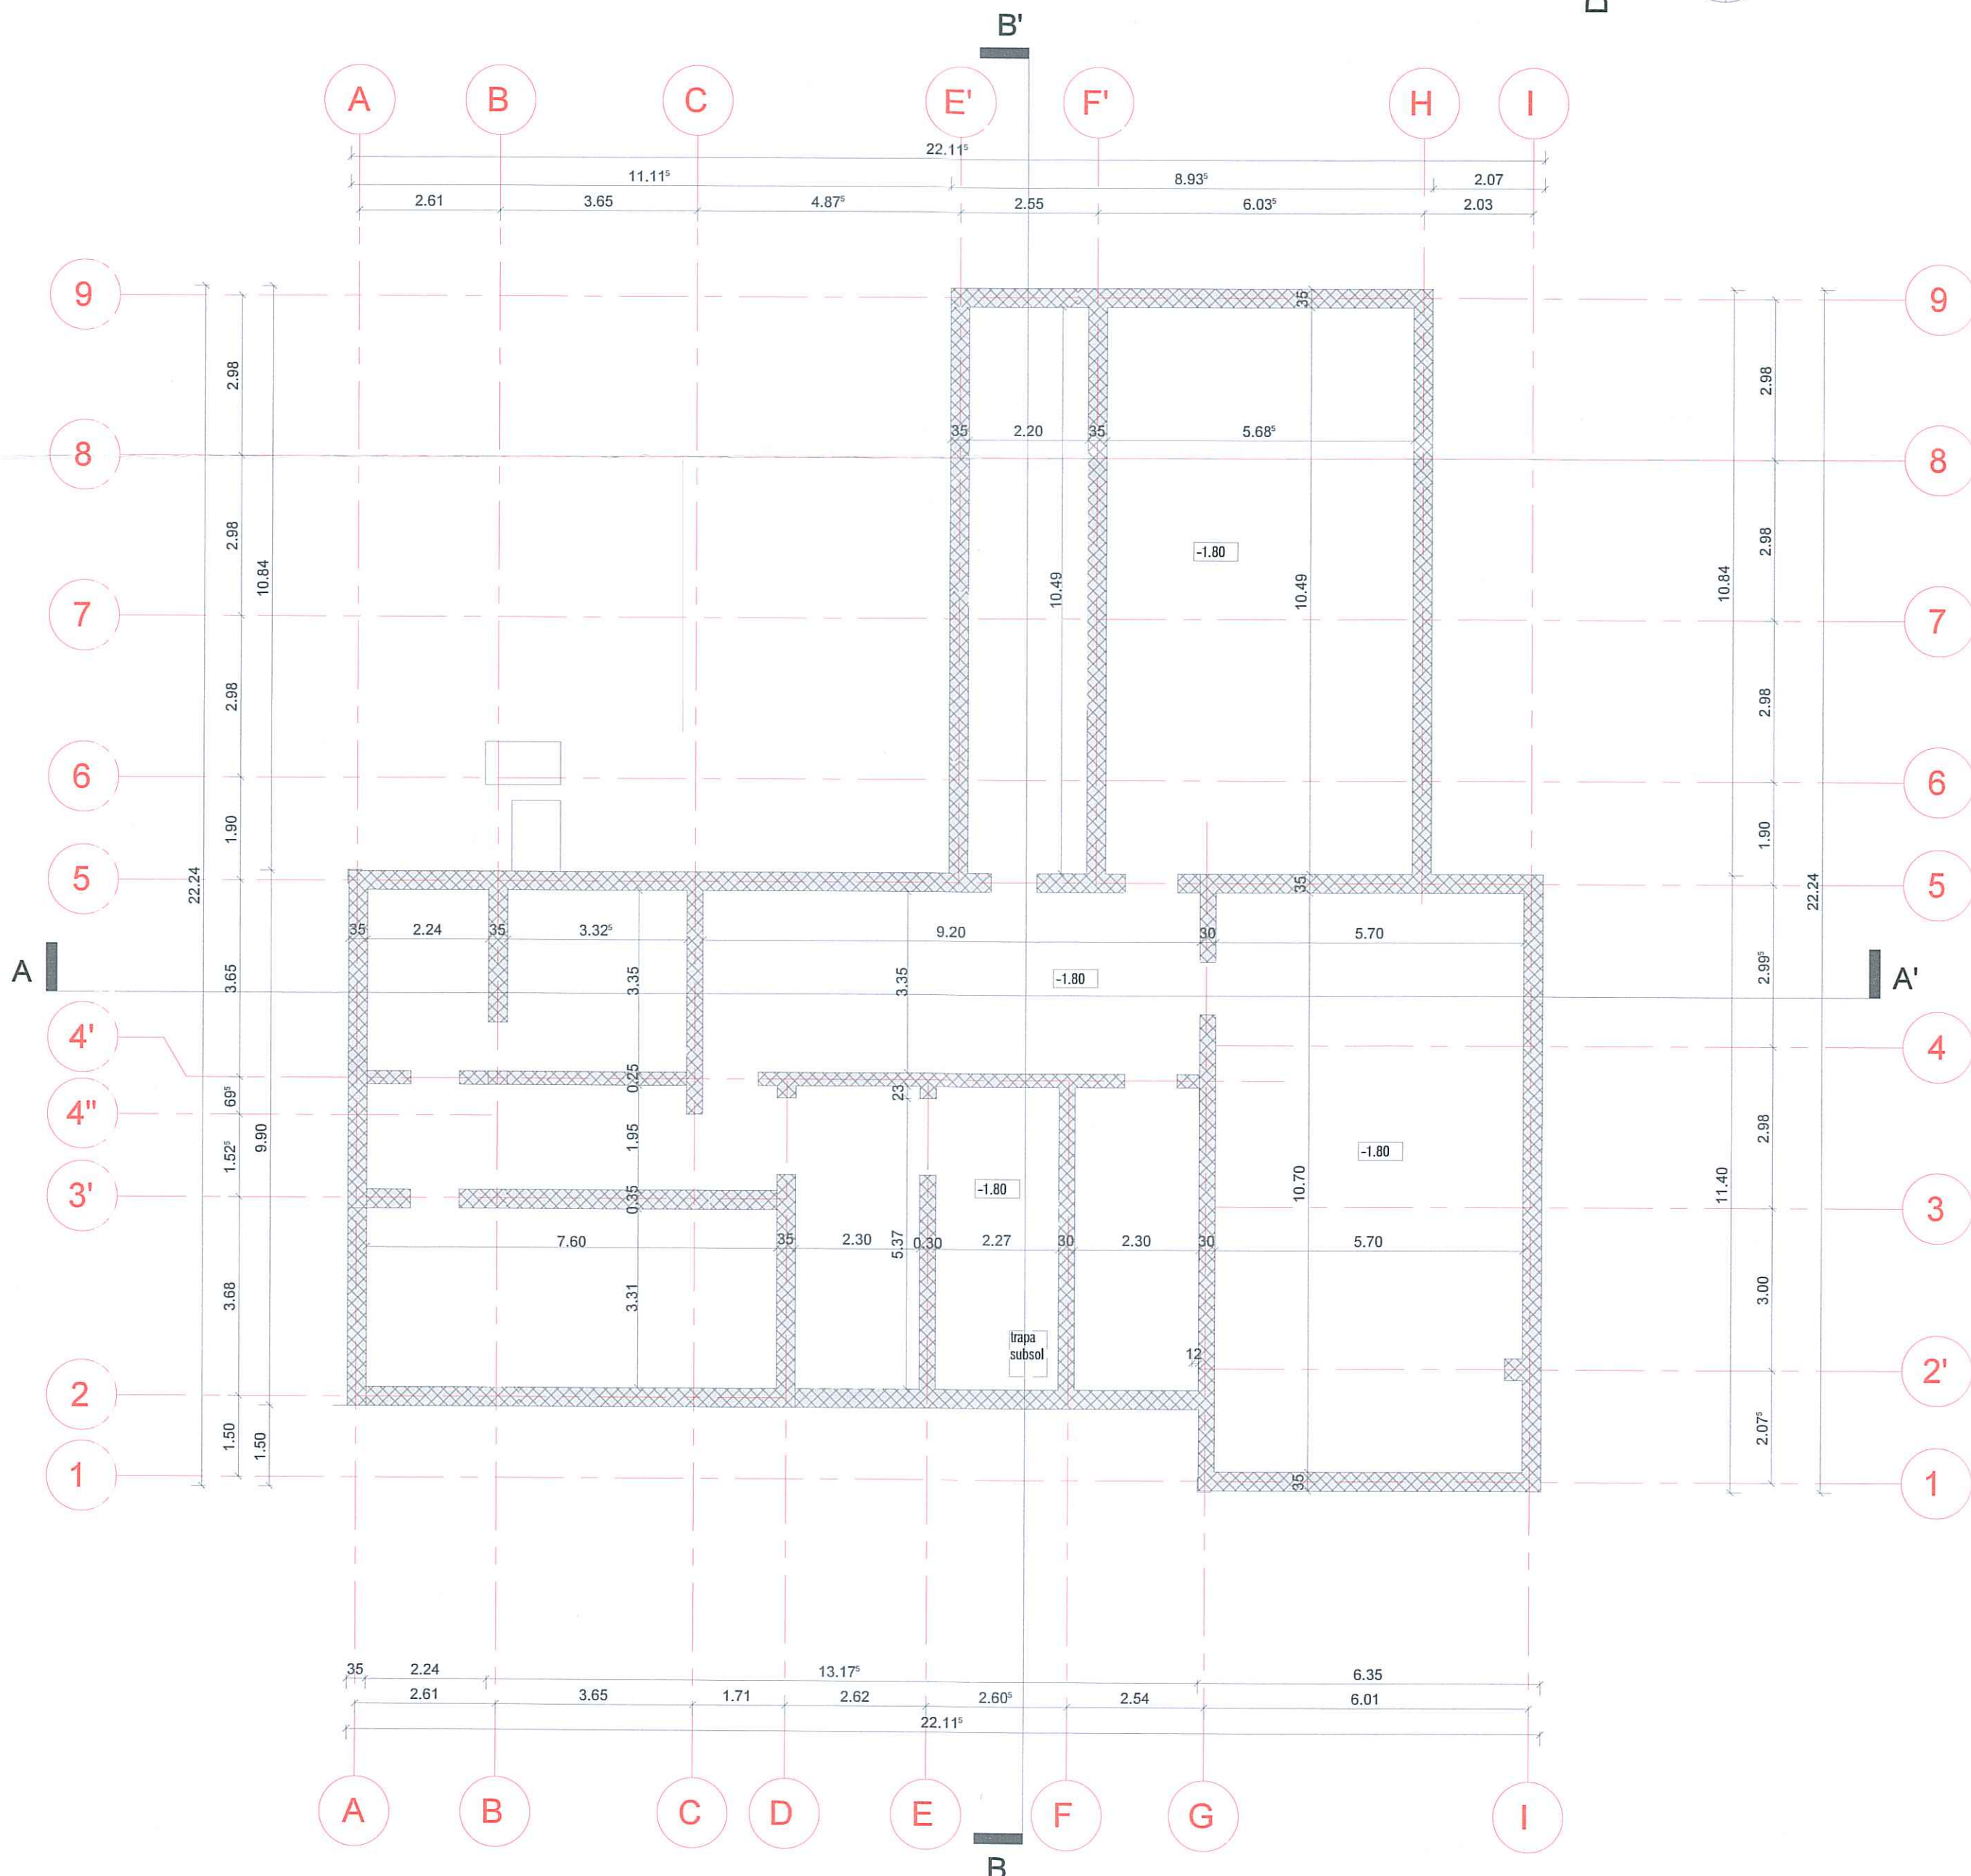 B'
A B C E' F' H I
22.11⁵
11.11⁵ 8.93⁵ 2.07
2.61 3.65 4.87⁵ 2.55 6.03⁵ 2.03
9 35 9
2.98 2.98
35 2.20 35 5.68⁵
8 8
2.98 -1.80 2.98
10.84 10.49 10.49 10.84
7 7
2.98 2.98
6 6
1.90 1.90
5 22.24 35 22.24 5
35 2.24 35 3.32⁵ 9.20 30 5.70
A 3.65 3.35 3.35 -1.80 2.99⁵ A'
4' 4
0.25
69⁵ 23
4"
1.52⁵ 9.90 1.95 -1.80 2.98
3' 0.35 -1.80 10.70 11.40 3
7.60 35 2.30 5.37 0.30 2.27 30 2.30 30 5.70
3.68 3.31 3.00
trapa
subsol
12
2 2'
1.50 1.50 2.07⁵
1 35 1
35 2.24 13.17⁵ 6.35
2.61 3.65 1.71 2.62 2.60⁵ 2.54 6.01
22.11⁵
A B C D E F G I
B